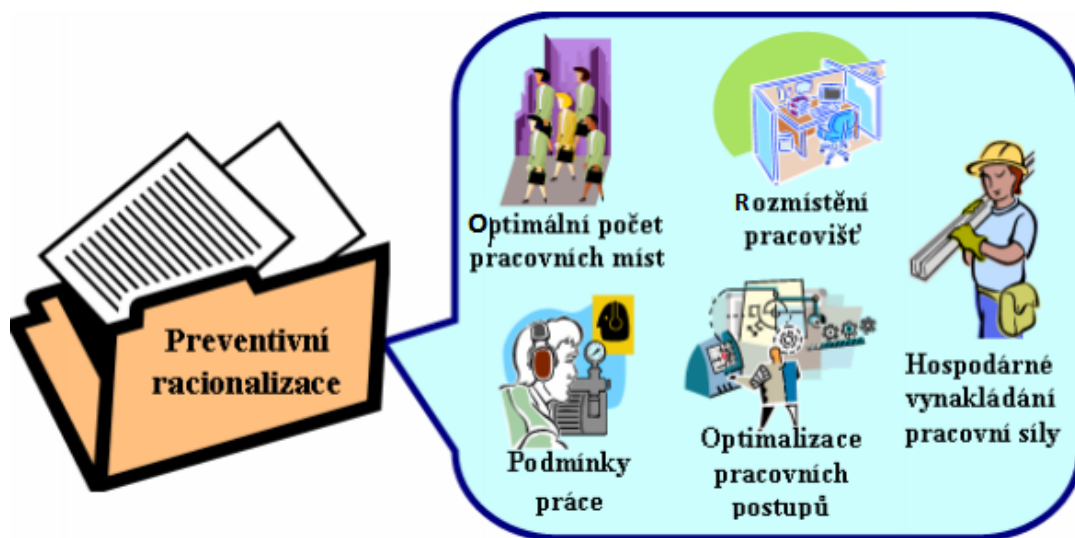 Preventivní
racionalizace
Optimální počet
pracovních míst
Rozmístění
pracovišť
Podmínky
práce
Optimalizace
pracovních
postupů
Hospodárné
vynakládání
pracovní síly